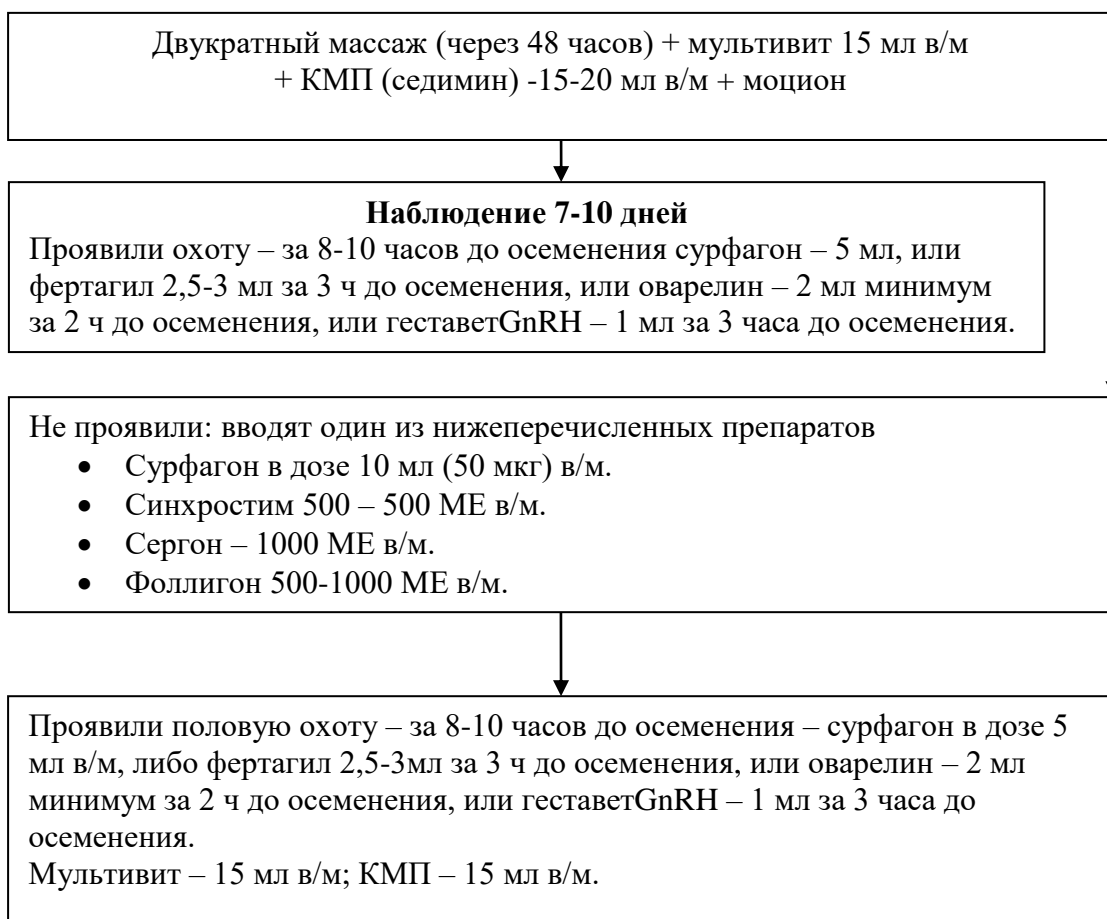 Двукратный массаж (через 48 часов) + мультивит 15 мл в/м
+ КМП (седимин) -15-20 мл в/м + моцион
Наблюдение 7-10 дней
Проявили охоту – за 8-10 часов до осеменения сурфагон – 5 мл, или
фертагил 2,5-3 мл за 3 ч до осеменения, или оварелин – 2 мл минимум
за 2 ч до осеменения, или геставетGnRH – 1 мл за 3 часа до осеменения.
Не проявили: вводят один из нижеперечисленных препаратов
• Сурфагон в дозе 10 мл (50 мкг) в/м.
• Синхростим 500 – 500 МЕ в/м.
• Сергон – 1000 МЕ в/м.
• Фоллигон 500-1000 МЕ в/м.
Проявили половую охоту – за 8-10 часов до осеменения – сурфагон в дозе 5
мл в/м, либо фертагил 2,5-3мл за 3 ч до осеменения, или оварелин – 2 мл
минимум за 2 ч до осеменения, или геставетGnRH – 1 мл за 3 часа до
осеменения.
Мультивит – 15 мл в/м; КМП – 15 мл в/м.